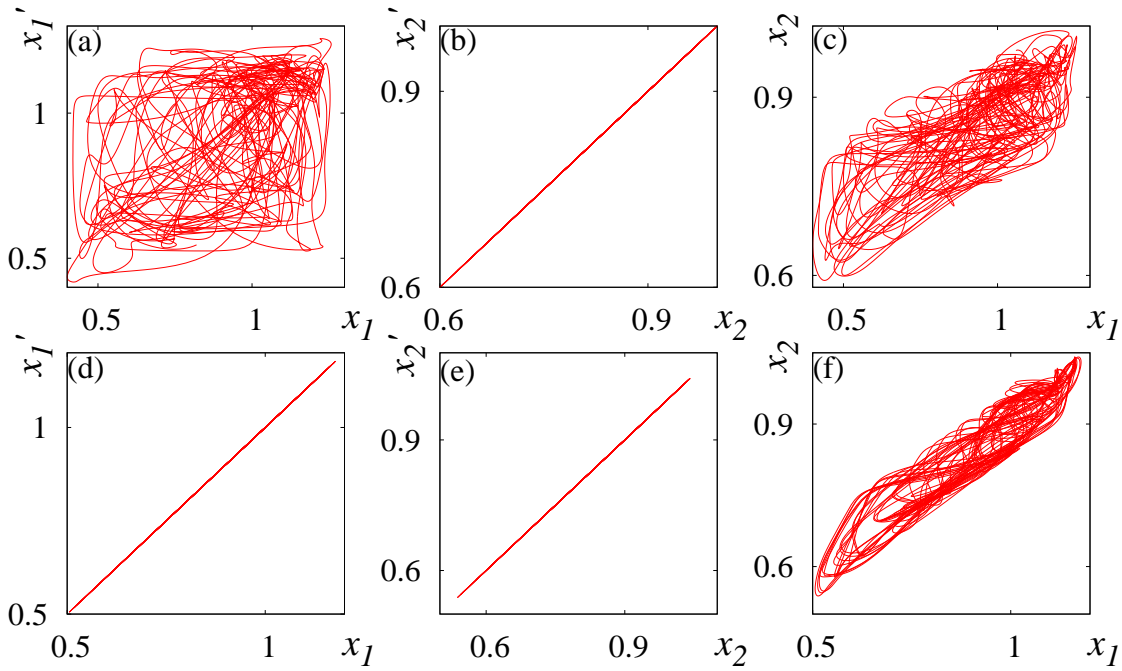 x1′ (a) 1 0.5 0.5 1 x1
x2′ (b) 0.9 0.6 0.6 0.9 x2
x2 (c) 0.9 0.6 0.5 1 x1
x1′ (d) 1 0.5 0.5 1 x1
x2′ (e) 0.9 0.6 0.6 0.9 x2
x2 (f) 0.9 0.6 0.5 1 x1